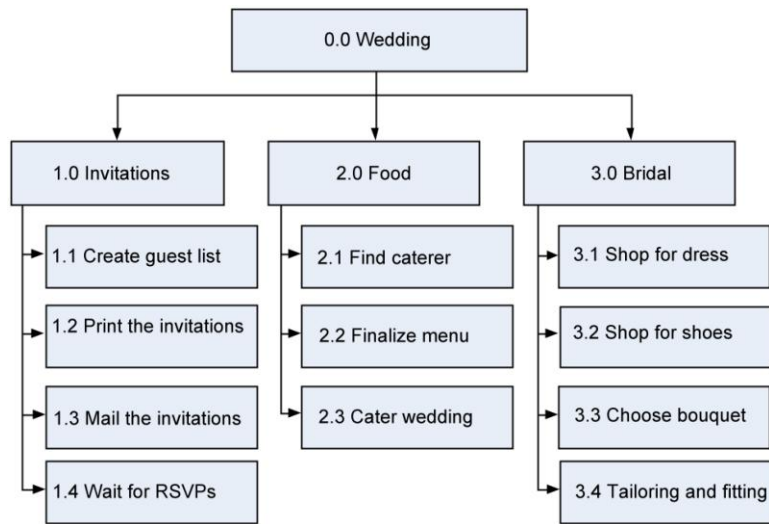 0.0 Wedding
1.0 Invitations
2.0 Food
3.0 Bridal
1.1 Create guest list
1.2 Print the invitations
1.3 Mail the invitations
1.4 Wait for RSVPs
2.1 Find caterer
2.2 Finalize menu
2.3 Cater wedding
3.1 Shop for dress
3.2 Shop for shoes
3.3 Choose bouquet
3.4 Tailoring and fitting